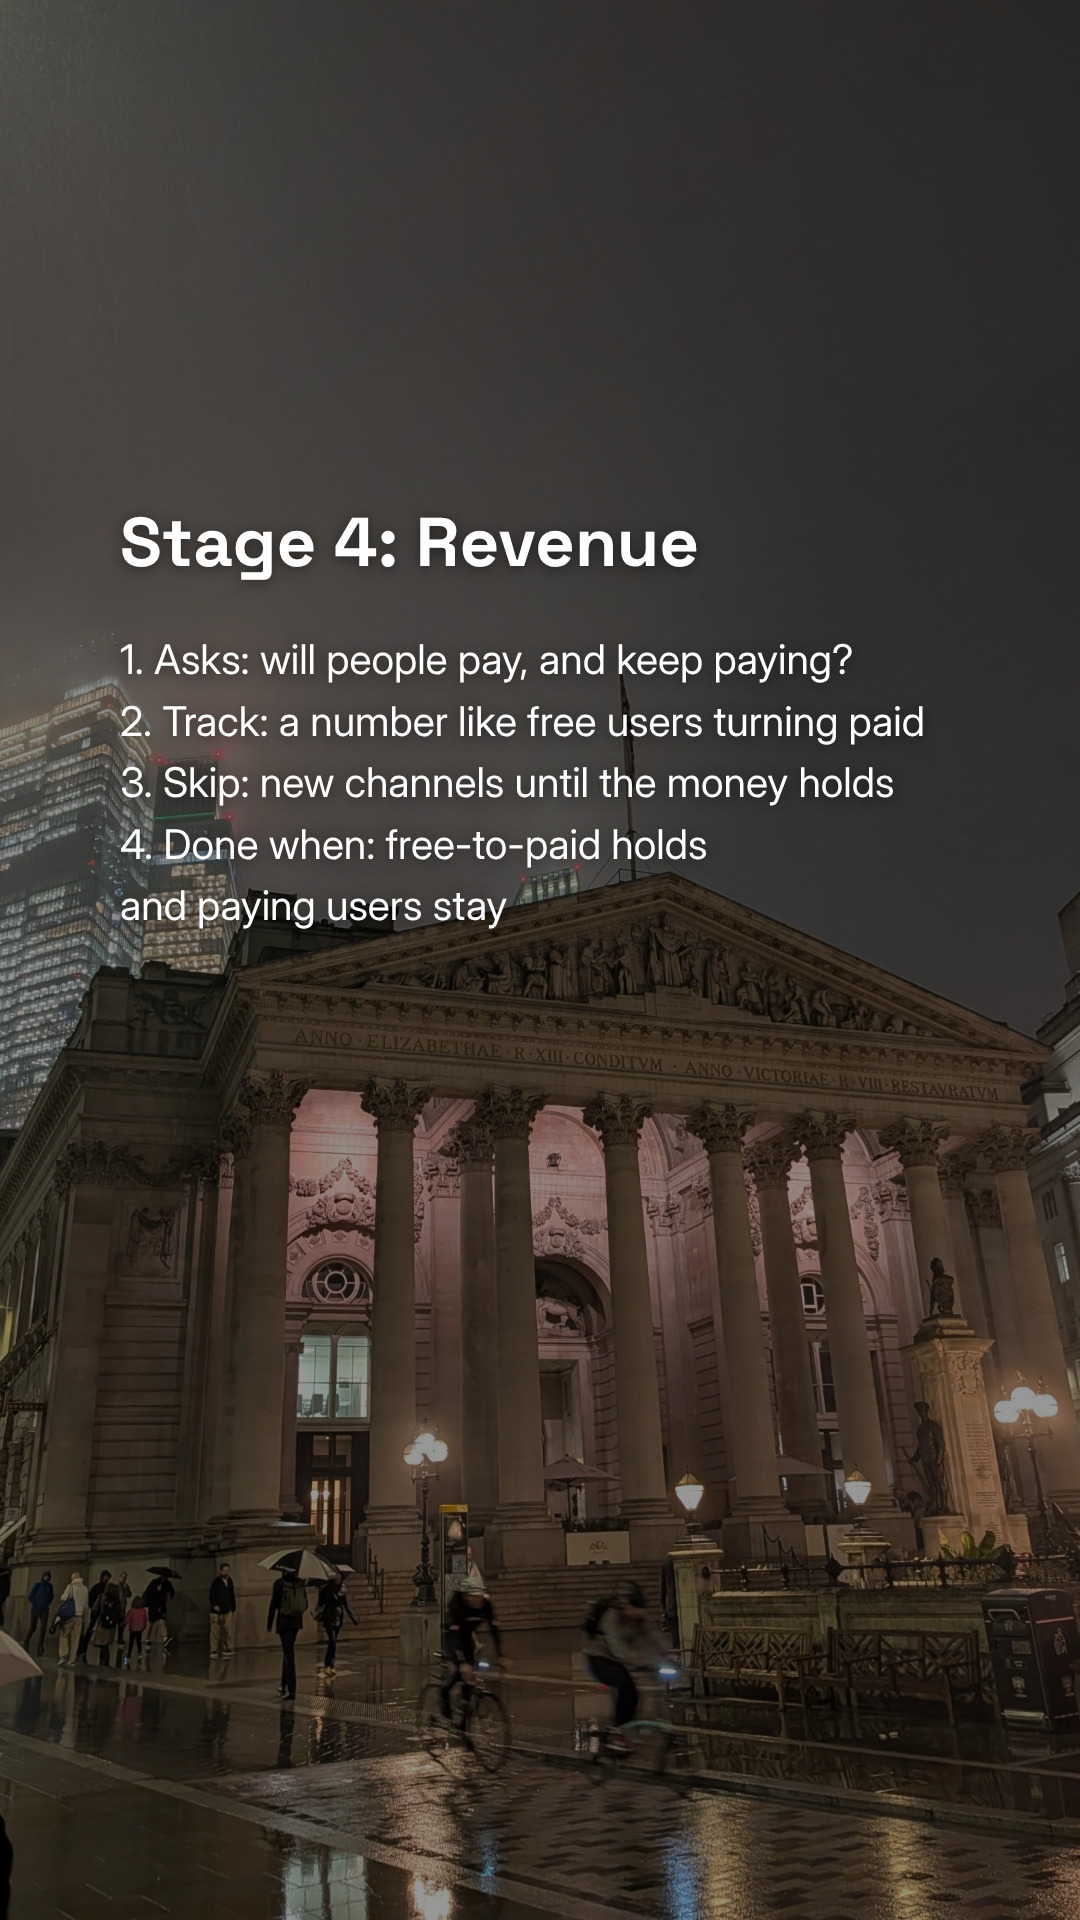 Stage 4: Revenue
1. Asks: will people pay, and keep paying?
2. Track: a number like free users turning paid
3. Skip: new channels until the money holds
4. Done when: free-to-paid holds
and paying users stay
ANNO · ELIZABETHAE · R · XIII · CONDITVM · ANNO · VICTORIAE · R · VIII · RESTAVRATVM